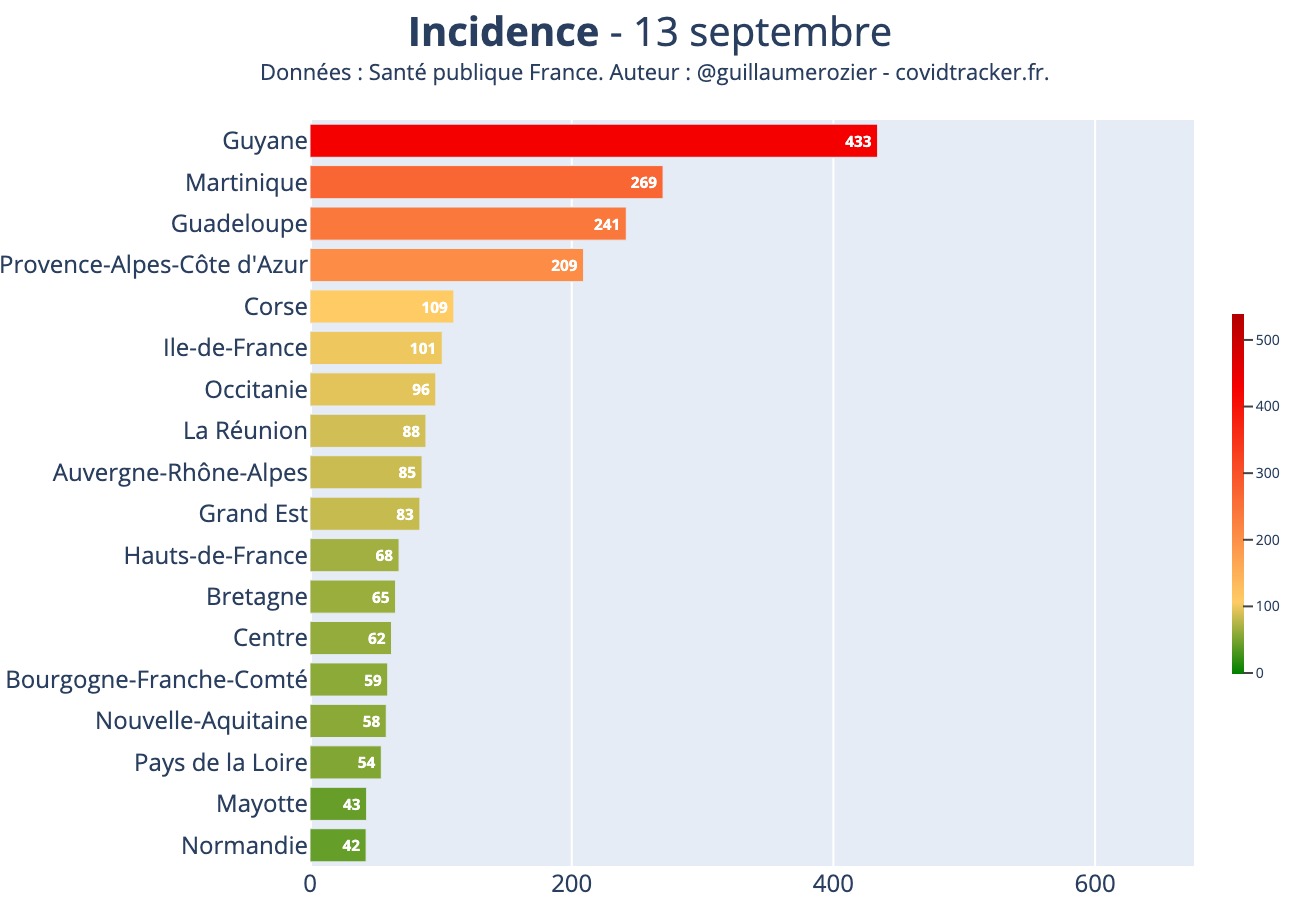 Incidence - 13 septembre
Données : Santé publique France. Auteur : @guillaumerozier - covidtracker.fr.
Guyane 433
Martinique 269
Guadeloupe 241
Provence-Alpes-Côte d'Azur 209
Corse 109
Ile-de-France 101
Occitanie 96
La Réunion 88
Auvergne-Rhône-Alpes 85
Grand Est 83
Hauts-de-France 68
Bretagne 65
Centre 62
Bourgogne-Franche-Comté 59
Nouvelle-Aquitaine 58
Pays de la Loire 54
Mayotte 43
Normandie 42
0 200 400 600
500
400
300
200
100
0